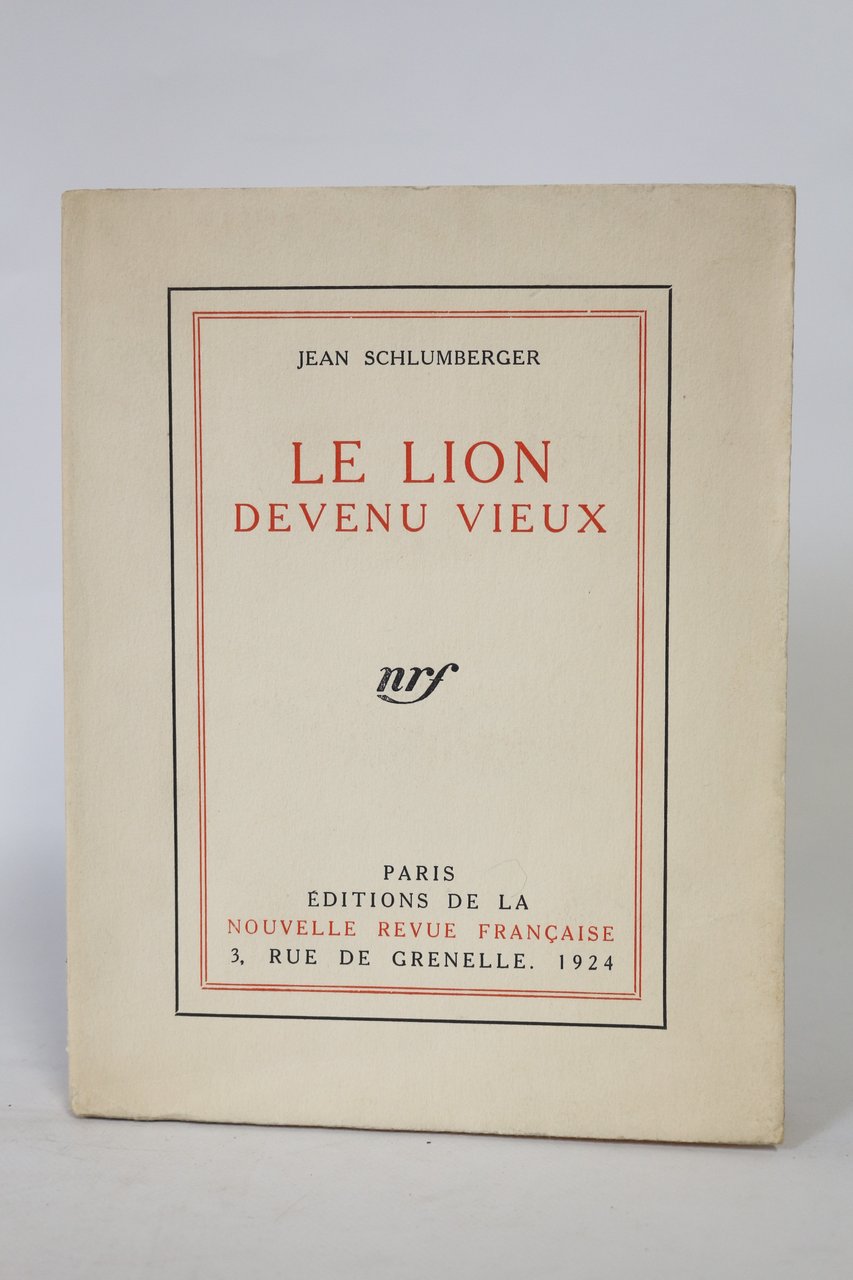 JEAN SCHLUMBERGER
LE LION
DEVENU VIEUX
nrf
PARIS
ÉDITIONS DE LA
NOUVELLE REVUE FRANÇAISE
3, RUE DE GRENELLE. 1924